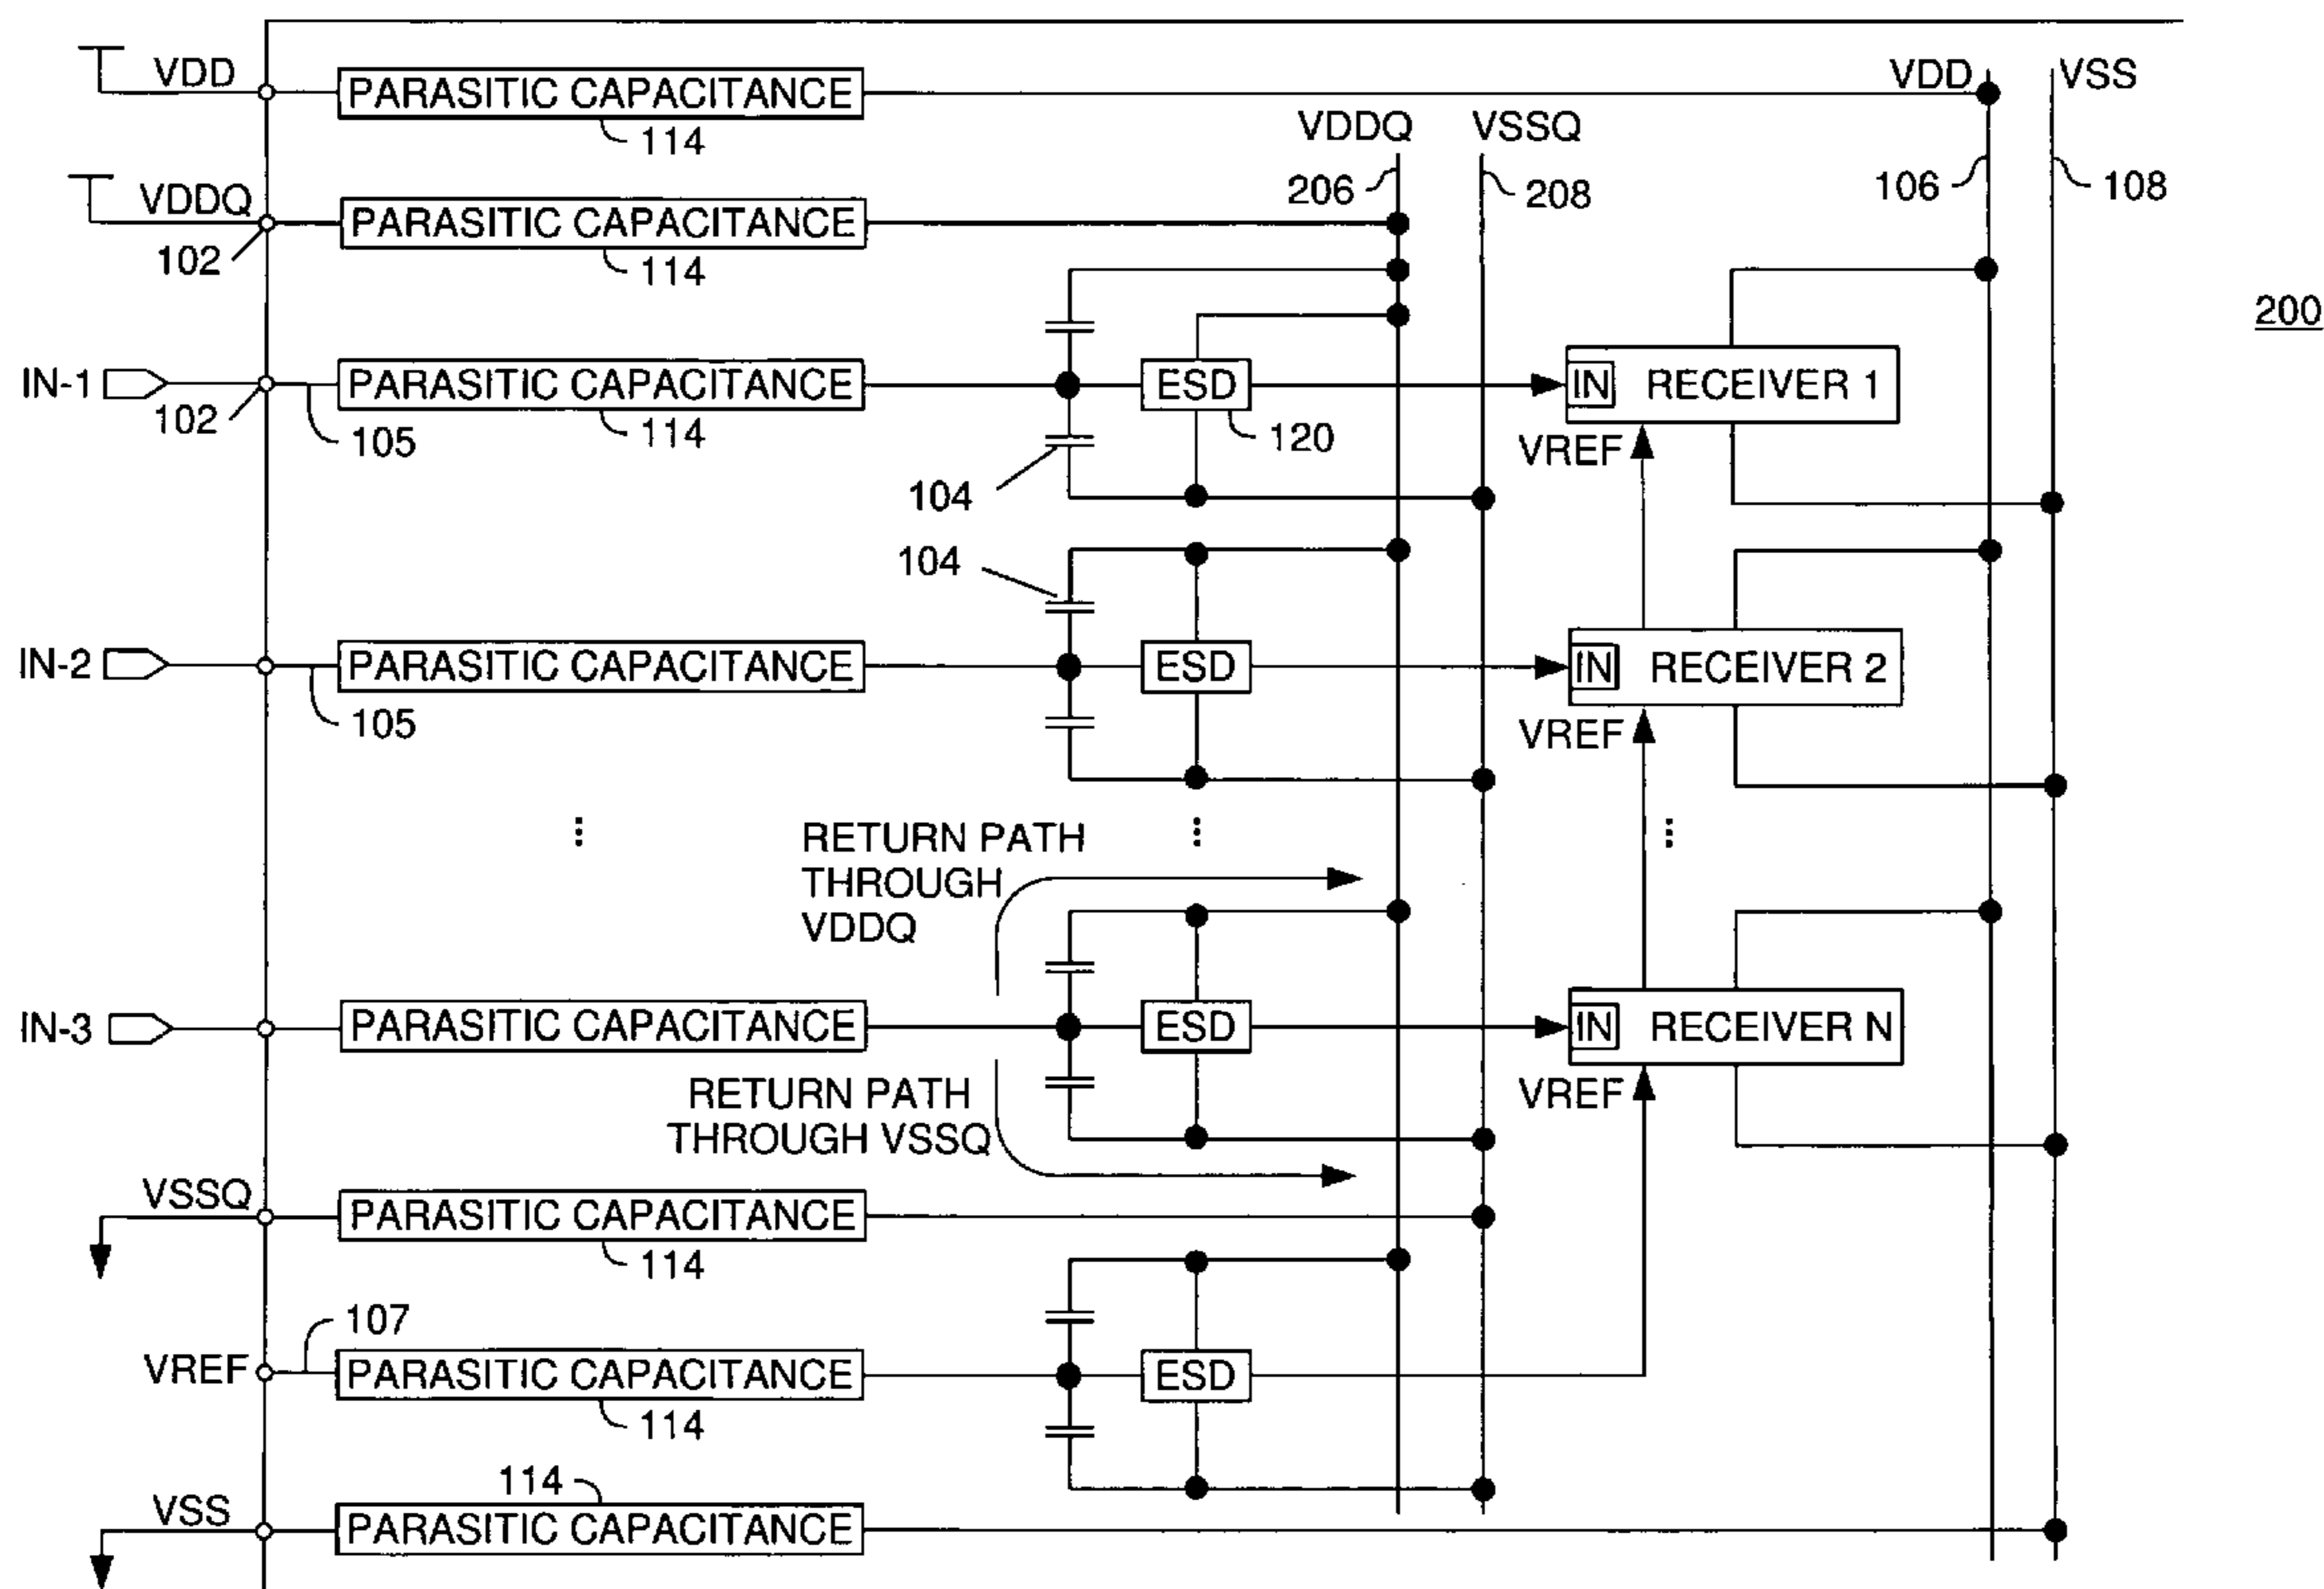 VDD
PARASITIC CAPACITANCE
114
VDD
VSS
VDDQ
VSSQ
206
208
106
108
VDDQ
102
PARASITIC CAPACITANCE
114
200
IN-1
102
105
PARASITIC CAPACITANCE
114
104
ESD
120
IN RECEIVER 1
VREF
104
IN-2
105
PARASITIC CAPACITANCE
ESD
IN RECEIVER 2
VREF
RETURN PATH
THROUGH
VDDQ
IN-3
PARASITIC CAPACITANCE
ESD
IN RECEIVER N
VREF
RETURN PATH
THROUGH VSSQ
VSSQ
PARASITIC CAPACITANCE
114
VREF
107
PARASITIC CAPACITANCE
114
ESD
VSS
114
PARASITIC CAPACITANCE